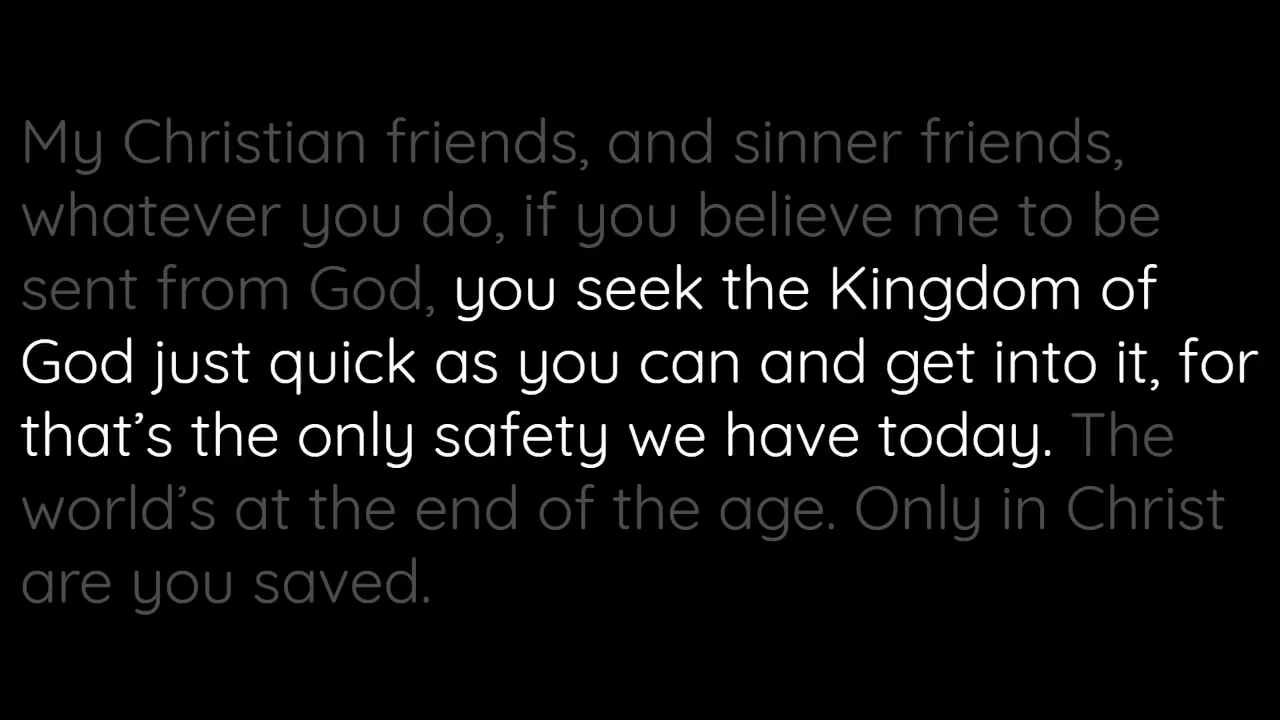 My Christian friends, and sinner friends,
whatever you do, if you believe me to be
sent from God, you seek the Kingdom of
God just quick as you can and get into it, for
that’s the only safety we have today. The
world’s at the end of the age. Only in Christ
are you saved.